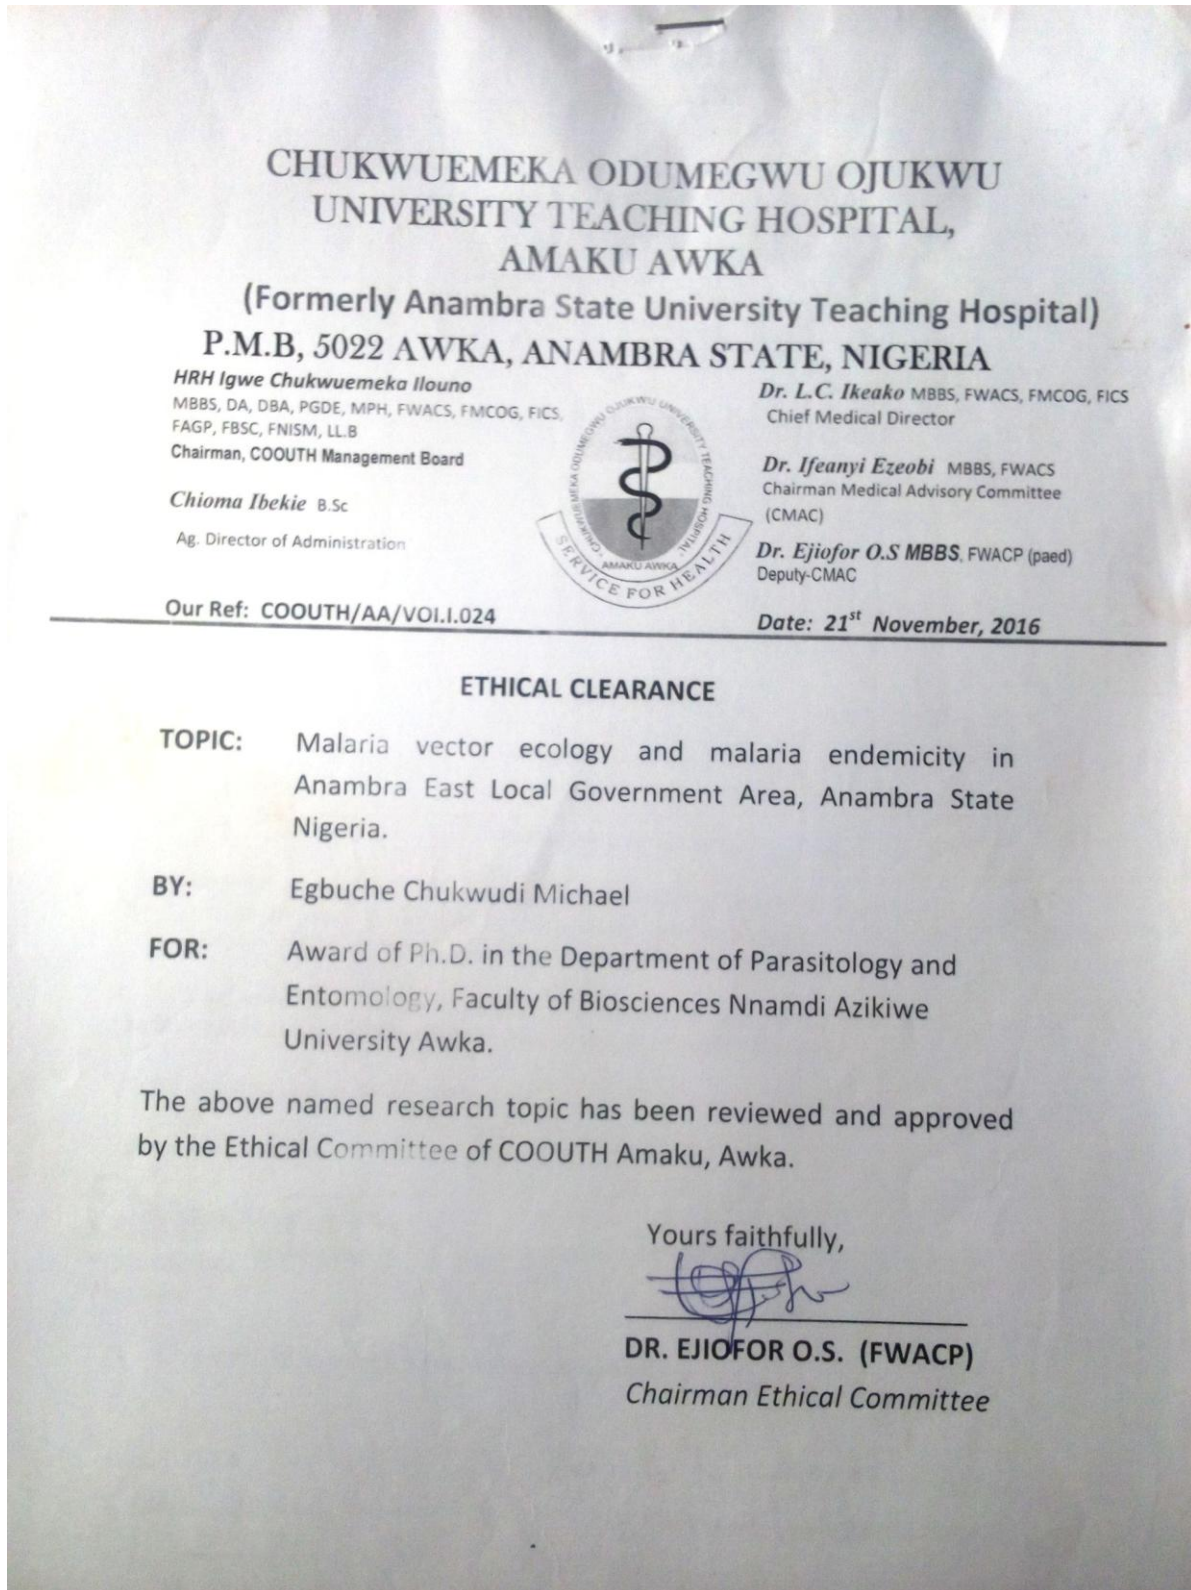 CHUKWUEMEKA ODUMEGWU OJUKWU
UNIVERSITY TEACHING HOSPITAL,
AMAKU AWKA
(Formerly Anambra State University Teaching Hospital)
P.M.B, 5022 AWKA, ANAMBRA STATE, NIGERIA
HRH Igwe Chukwuemeka Ilouno
MBBS, DA, DBA, PGDE, MPH, FWACS, FMCOG, FICS,
FAGP, FBSC, FNISM, LL.B
Chairman, COOUTH Management Board
Chioma Ibekie B.Sc
Ag. Director of Administration
CHUKWUEMEKA ODUMEGWU OJUKWU UNIVERSITY TEACHING HOSPITAL
AMAKU AWKA
SERVICE FOR HEALTH
Dr. L.C. Ikeako MBBS, FWACS, FMCOG, FICS
Chief Medical Director
Dr. Ifeanyi Ezeobi MBBS, FWACS
Chairman Medical Advisory Committee
(CMAC)
Dr. Ejiofor O.S MBBS, FWACP (paed)
Deputy-CMAC
Our Ref: COOUTH/AA/VOI.I.024
Date: 21st November, 2016
ETHICAL CLEARANCE
TOPIC: Malaria vector ecology and malaria endemicity in
Anambra East Local Government Area, Anambra State
Nigeria.
BY: Egbuche Chukwudi Michael
FOR: Award of Ph.D. in the Department of Parasitology and
Entomology, Faculty of Biosciences Nnamdi Azikiwe
University Awka.
The above named research topic has been reviewed and approved
by the Ethical Committee of COOUTH Amaku, Awka.
Yours faithfully,
DR. EJIOFOR O.S. (FWACP)
Chairman Ethical Committee